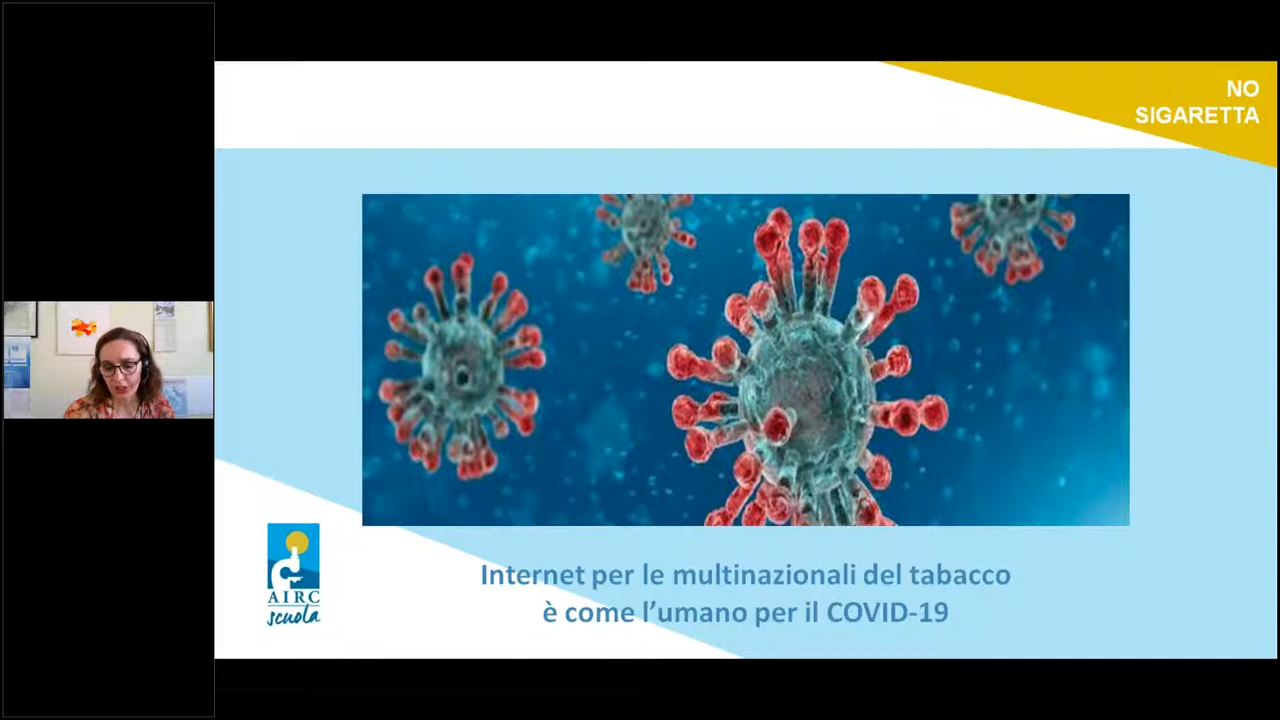 NO
SIGARETTA
Internet per le multinazionali del tabacco
è come l’umano per il COVID-19
AIRC
scuola